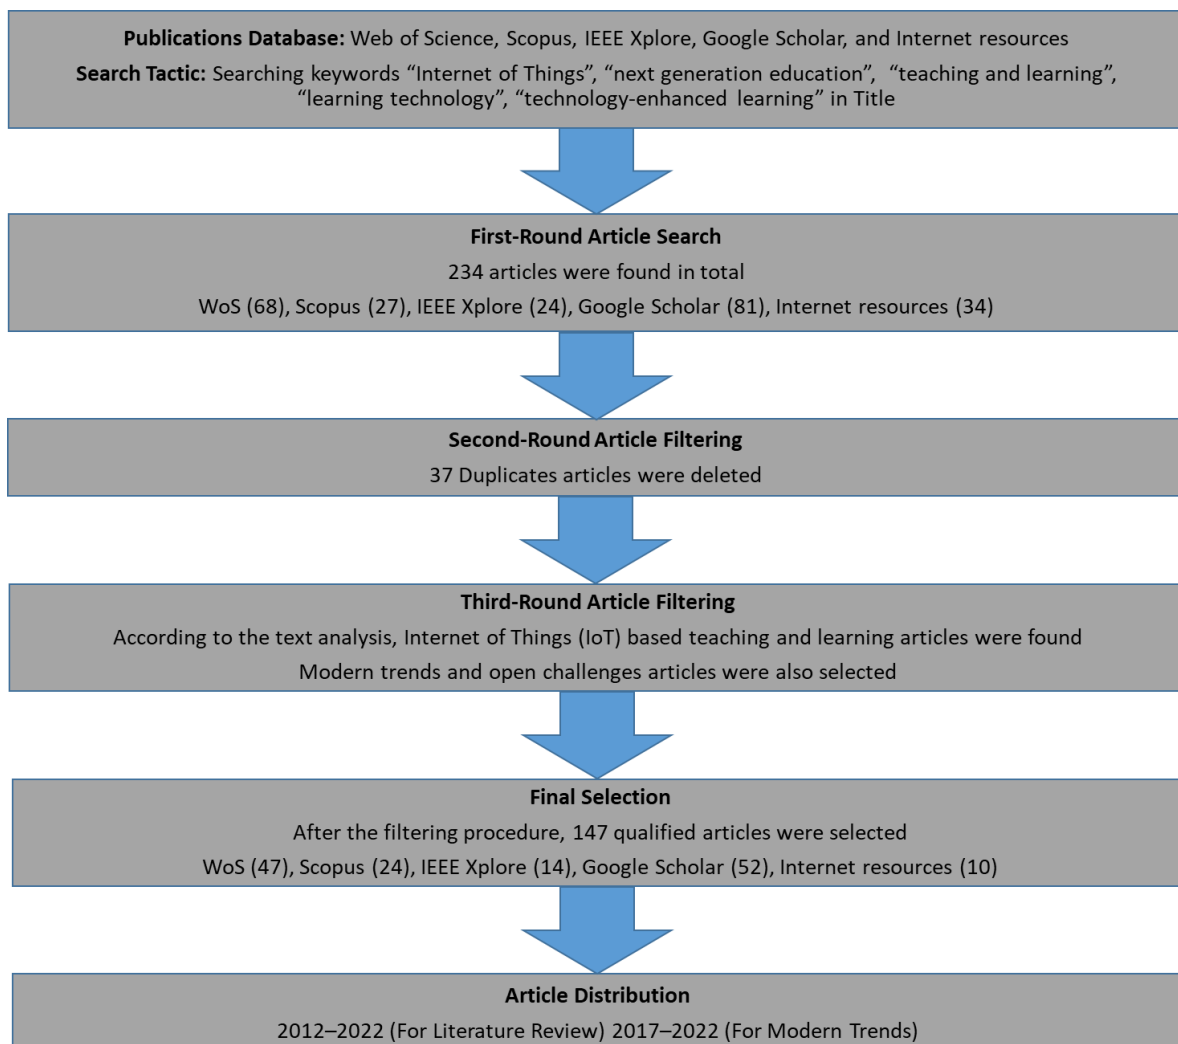 Publications Database: Web of Science, Scopus, IEEE Xplore, Google Scholar, and Internet resources
Search Tactic: Searching keywords “Internet of Things”, “next generation education”, “teaching and learning”,
“learning technology”, “technology-enhanced learning” in Title
First-Round Article Search
234 articles were found in total
WoS (68), Scopus (27), IEEE Xplore (24), Google Scholar (81), Internet resources (34)
Second-Round Article Filtering
37 Duplicates articles were deleted
Third-Round Article Filtering
According to the text analysis, Internet of Things (IoT) based teaching and learning articles were found
Modern trends and open challenges articles were also selected
Final Selection
After the filtering procedure, 147 qualified articles were selected
WoS (47), Scopus (24), IEEE Xplore (14), Google Scholar (52), Internet resources (10)
Article Distribution
2012–2022 (For Literature Review) 2017–2022 (For Modern Trends)